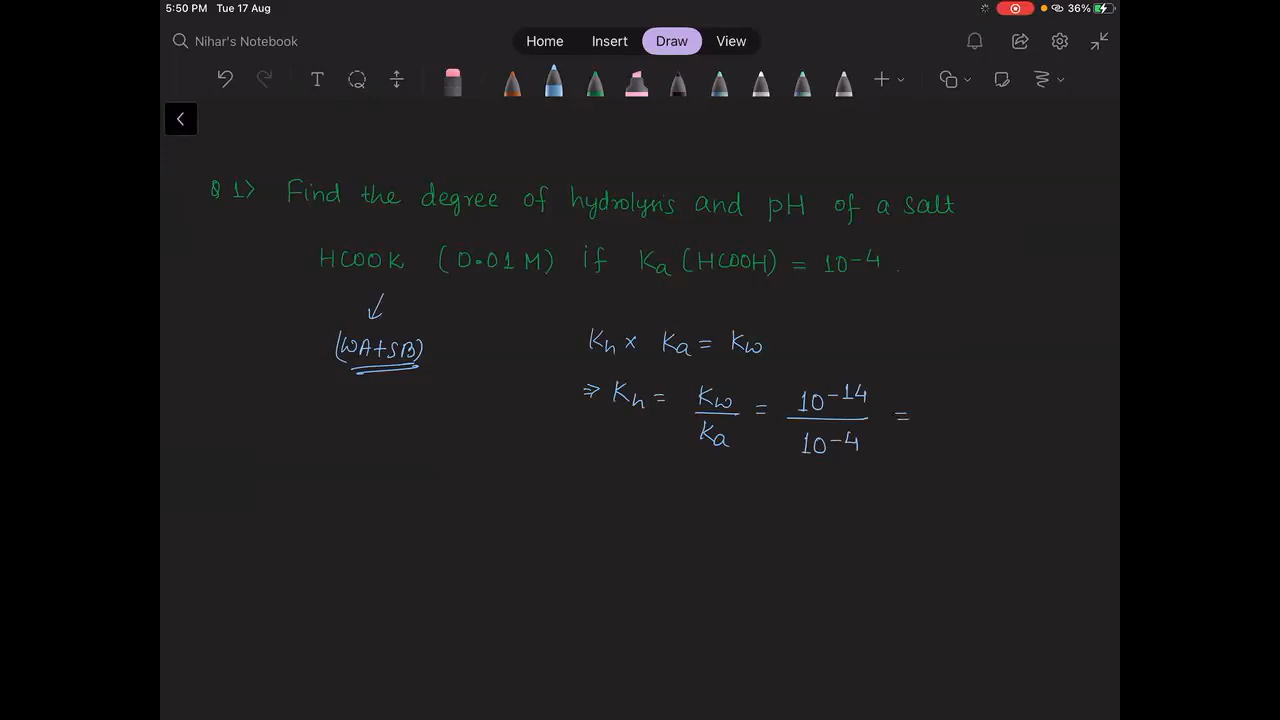 5:50 PM Tue 17 Aug 36%
Nihar's Notebook Home Insert Draw View
T
Q 1> Find the degree of hydrolysis and pH of a salt
HCOOK (0.01M) if Ka (HCOOH) = 10-4.
(WA+SB)
Kh × Ka = Kw
⇒ Kh = Kw/Ka = 10-14/10-4 =